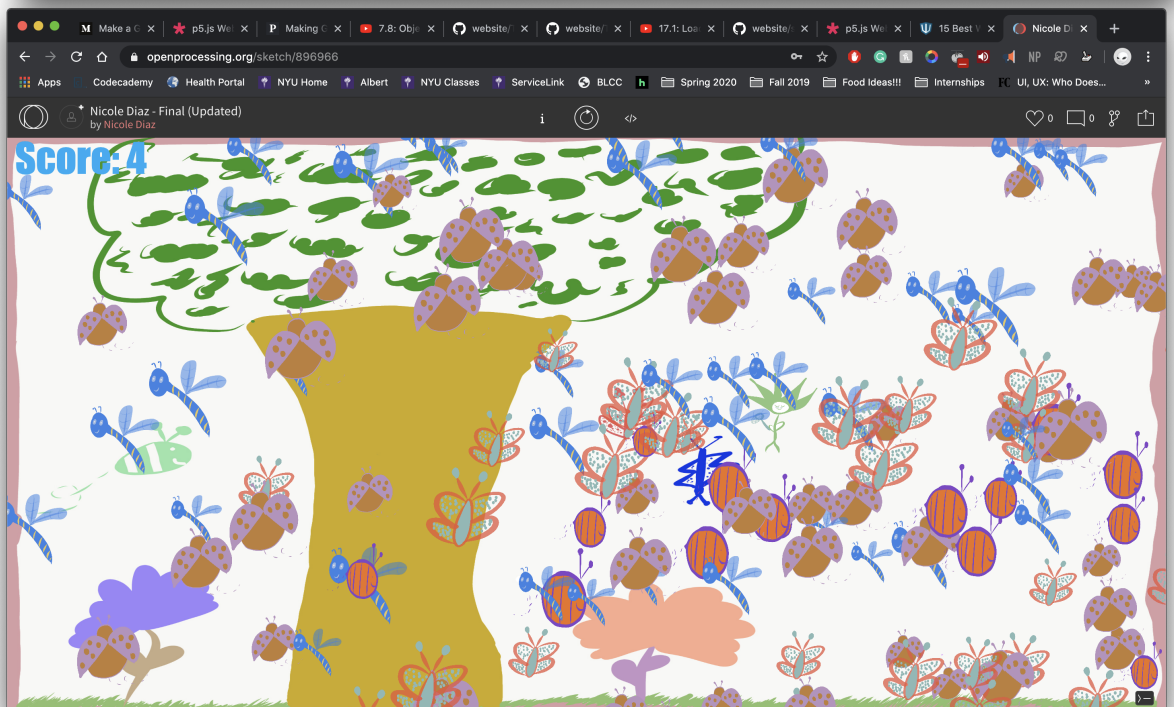 Make a G
p5.js We
Making G
7.8: Obje
website/
website/
17.1: Loa
website/s
p5.js We
15 Best
Nicole Di
openprocessing.org/sketch/896966
NP
Apps Codecademy Health Portal NYU Home Albert NYU Classes ServiceLink BLCC h Spring 2020 Fall 2019 Food Ideas!!! Internships FC UI, UX: Who Does... »
Nicole Diaz - Final (Updated)
by Nicole Diaz
i </> 0 0
Score: 4